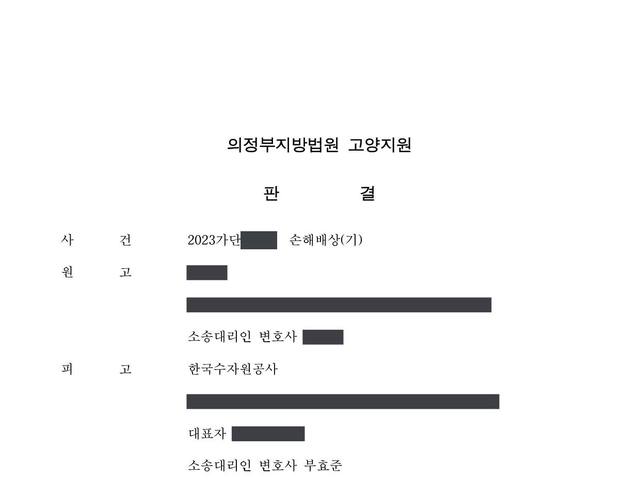 의정부지방법원 고양지원
판 결
사 건 2023가단 손해배상(기)
원 고
소송대리인 변호사
피 고 한국수자원공사
대표자
소송대리인 변호사 부효준